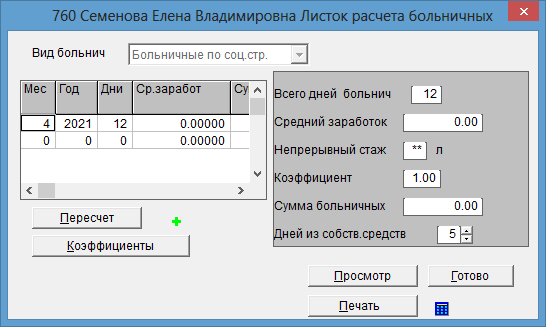 760 Семенова Елена Владимировна Листок расчета больничных
Вид больнич Больничные по соц.стр.
Мес Год Дни Ср.заработ Су
4 2021 12 0.00000
0 0 0 0.00000
Пересчет
Коэффициенты
Всего дней больнич 12
Средний заработок 0.00
Непрерывный стаж ** л
Коэффициент 1.00
Сумма больничных 0.00
Дней из собств.средств 5
Просмотр Готово
Печать